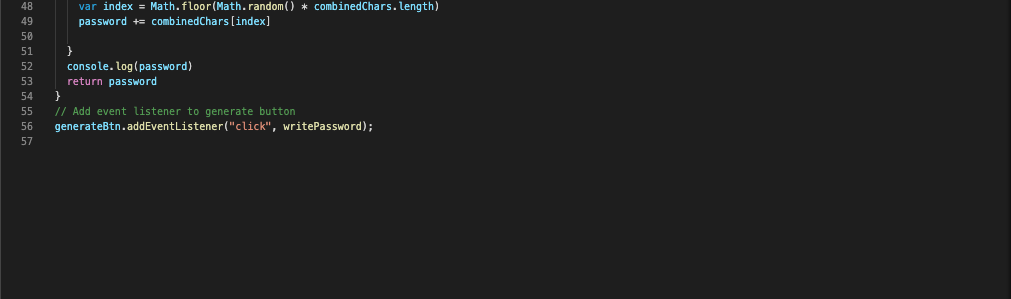 48 var index = Math.floor(Math.random() * combinedChars.length)
49 password += combinedChars[index]
50
51 }
52 console.log(password)
53 return password
54 }
55 // Add event listener to generate button
56 generateBtn.addEventListener("click", writePassword);
57